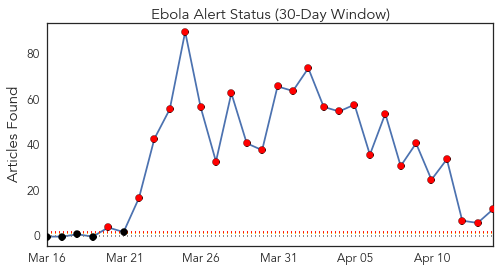 Ebola Alert Status (30-Day Window)
Articles Found
80
60
40
20
0
Mar 16 Mar 21 Mar 26 Mar 31 Apr 05 Apr 10